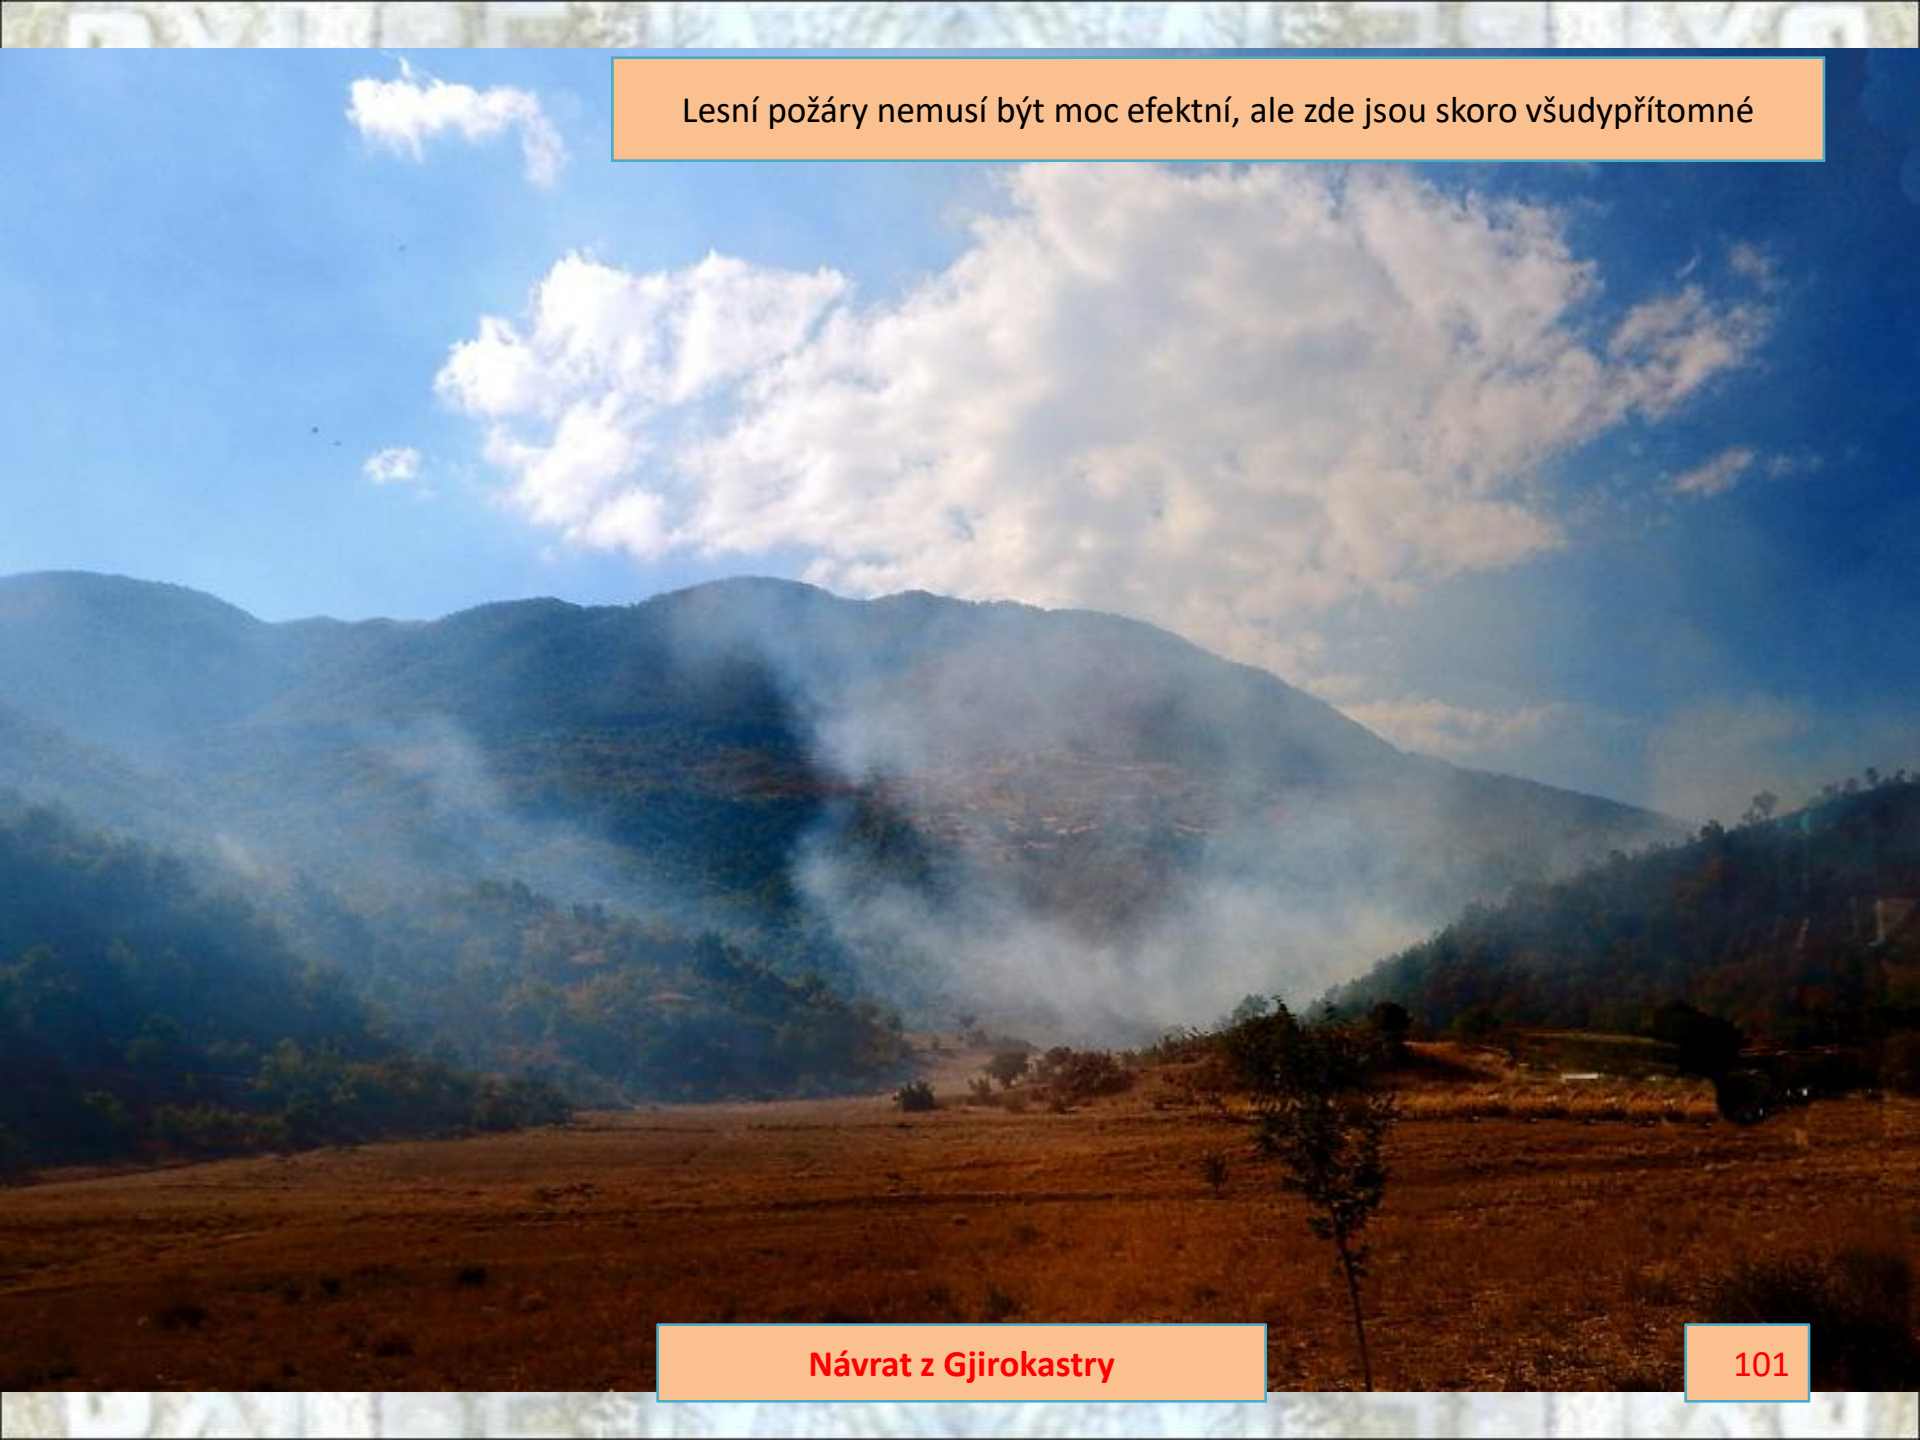 Lesní požáry nemusí být moc efektní, ale zde jsou skoro všudypřítomné
Návrat z Gjirokastry
101